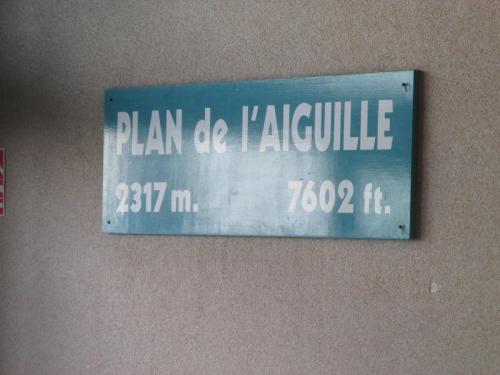 PLAN de l'AIGUILLE
2317 m. 7602 ft.